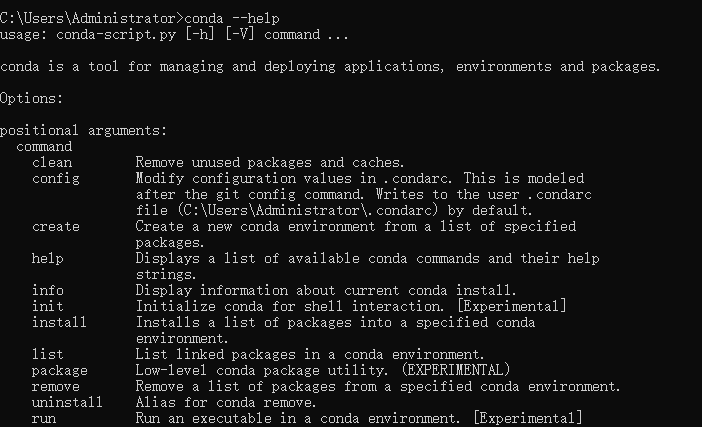 C:\Users\Administrator>conda --help
usage: conda-script.py [-h] [-V] command ...
conda is a tool for managing and deploying applications, environments and packages.
Options:
positional arguments:
  command
    clean        Remove unused packages and caches.
    config       Modify configuration values in .condarc. This is modeled
                 after the git config command. Writes to the user .condarc
                 file (C:\Users\Administrator\.condarc) by default.
    create       Create a new conda environment from a list of specified
                 packages.
    help         Displays a list of available conda commands and their help
                 strings.
    info         Display information about current conda install.
    init         Initialize conda for shell interaction. [Experimental]
    install      Installs a list of packages into a specified conda
                 environment.
    list         List linked packages in a conda environment.
    package      Low-level conda package utility. (EXPERIMENTAL)
    remove       Remove a list of packages from a specified conda environment.
    uninstall    Alias for conda remove.
    run          Run an executable in a conda environment. [Experimental]